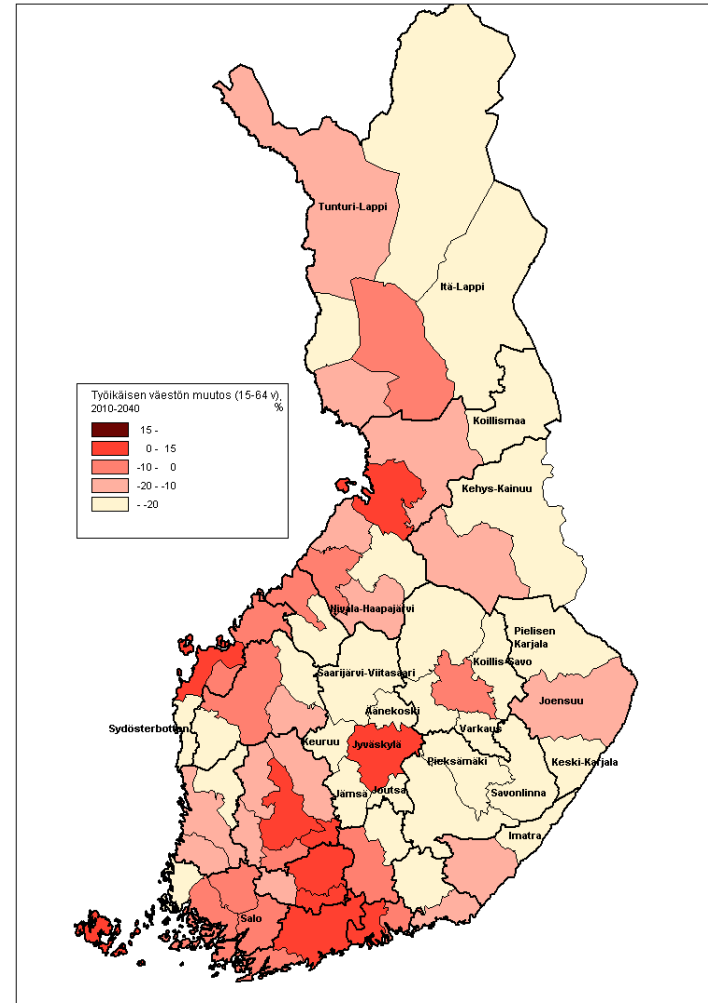 Tunturi-Lappi
Itä-Lappi
Työikäisen väestön muutos (15-64 v),
2010-2040 %
15 -
0 - 15
-10 - 0
-20 - -10
- -20
Koillismaa
Kehys-Kainuu
Nivala-Haapajärvi
Pielisen
Karjala
Koillis-Savo
Saarijärvi-Viitasaari
Joensuu
Äänekoski
Sydösterbotten
Varkaus
Keuruu
Jyväskylä
Pieksämäki
Keski-Karjala
Jämsä
Joutsa
Savonlinna
Imatra
Salo